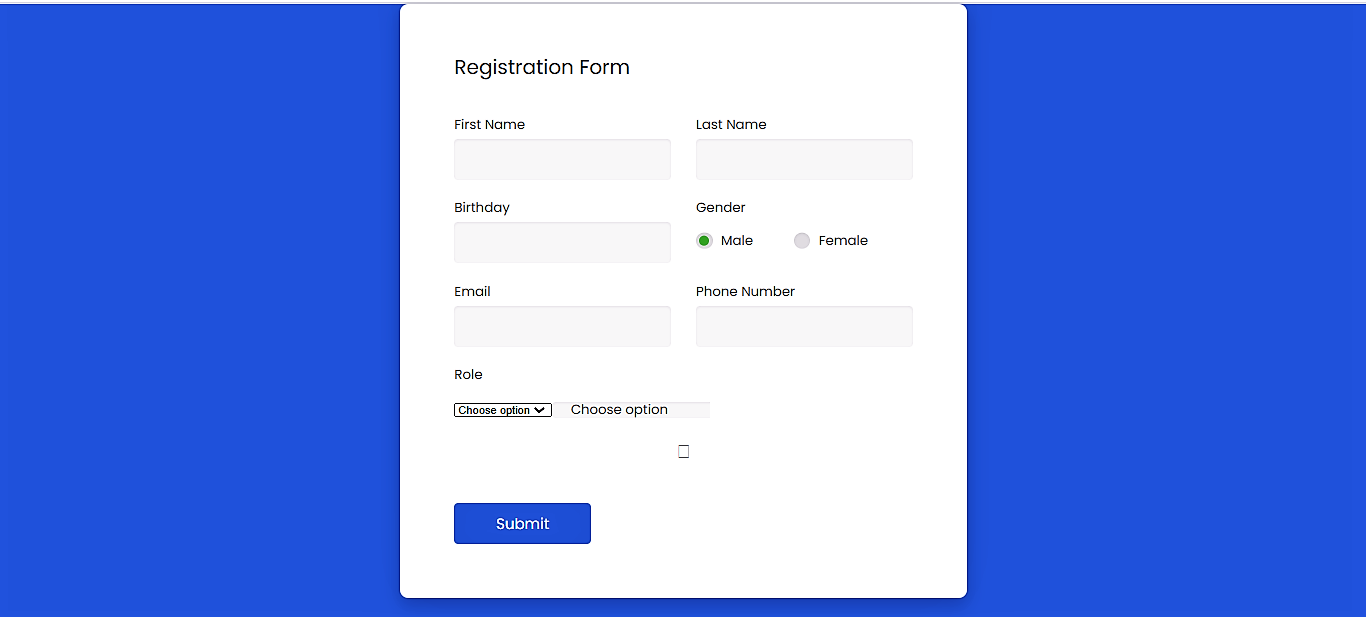 Registration Form
First Name Last Name
Birthday Gender
Male Female
Email Phone Number
Role
Choose option Choose option
Submit